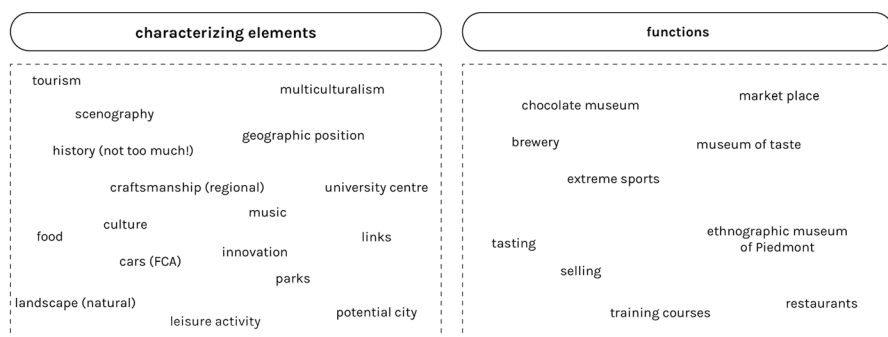 characterizing elements
tourism
multiculturalism
scenography
geographic position
history (not too much!)
craftsmanship (regional)
university centre
music
culture
food
links
innovation
cars (FCA)
parks
landscape (natural)
potential city
leisure activity
functions
market place
chocolate museum
brewery
museum of taste
extreme sports
ethnographic museum
of Piedmont
tasting
selling
restaurants
training courses